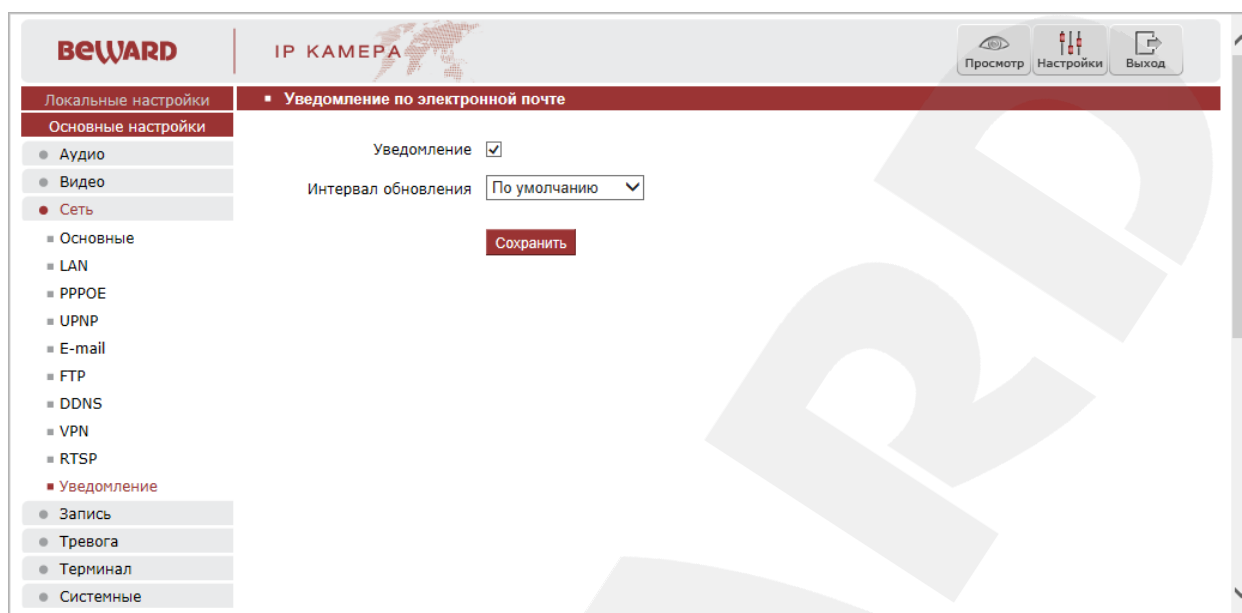 BEWARD
IP КАМЕРА
Просмотр
Настройки
Выход
Локальные настройки
Уведомление по электронной почте
Основные настройки
Аудио
Уведомление
Видео
Интервал обновления
По умолчанию
Сеть
Основные
Сохранить
LAN
PPPOE
UPNP
E-mail
FTP
DDNS
VPN
RTSP
Уведомление
Запись
Тревога
Терминал
Системные